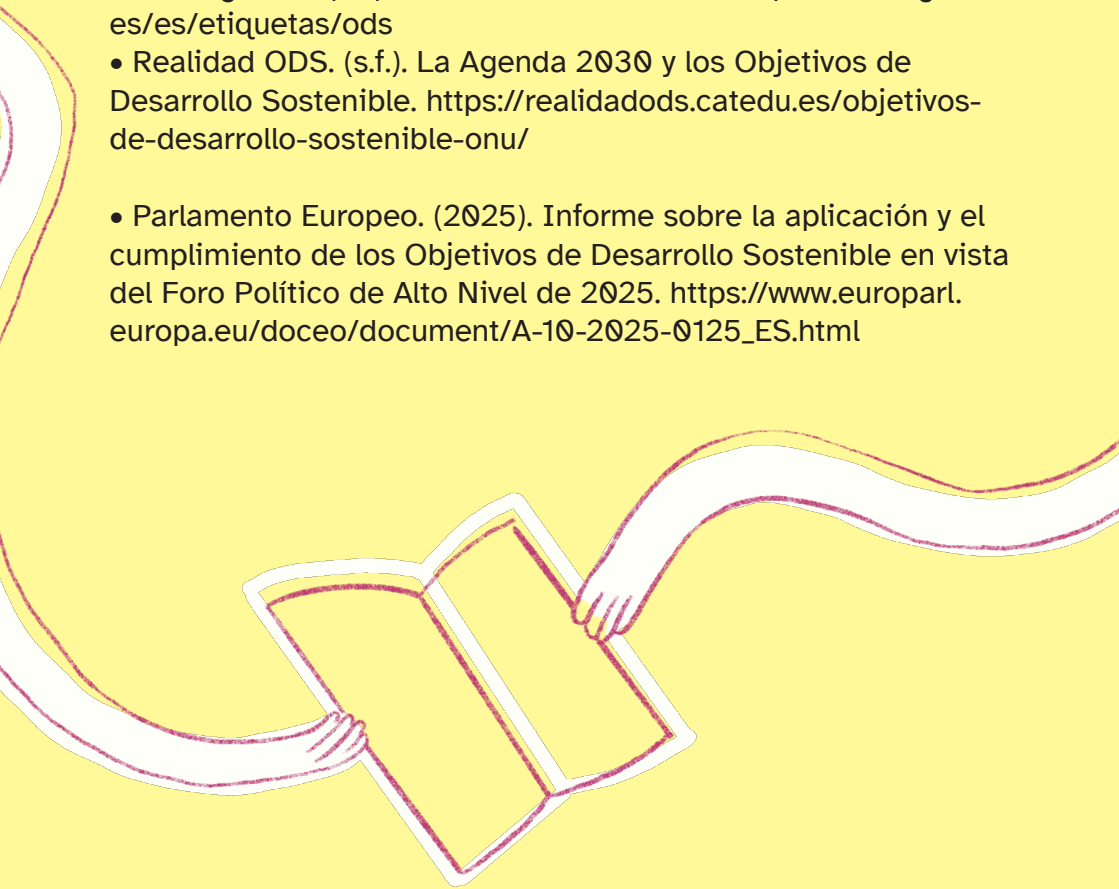 es/es/etiquetas/ods
• Realidad ODS. (s.f.). La Agenda 2030 y los Objetivos de
Desarrollo Sostenible. https://realidadods.catedu.es/objetivos-
de-desarrollo-sostenible-onu/
• Parlamento Europeo. (2025). Informe sobre la aplicación y el
cumplimiento de los Objetivos de Desarrollo Sostenible en vista
del Foro Político de Alto Nivel de 2025. https://www.europarl.
europa.eu/doceo/document/A-10-2025-0125_ES.html